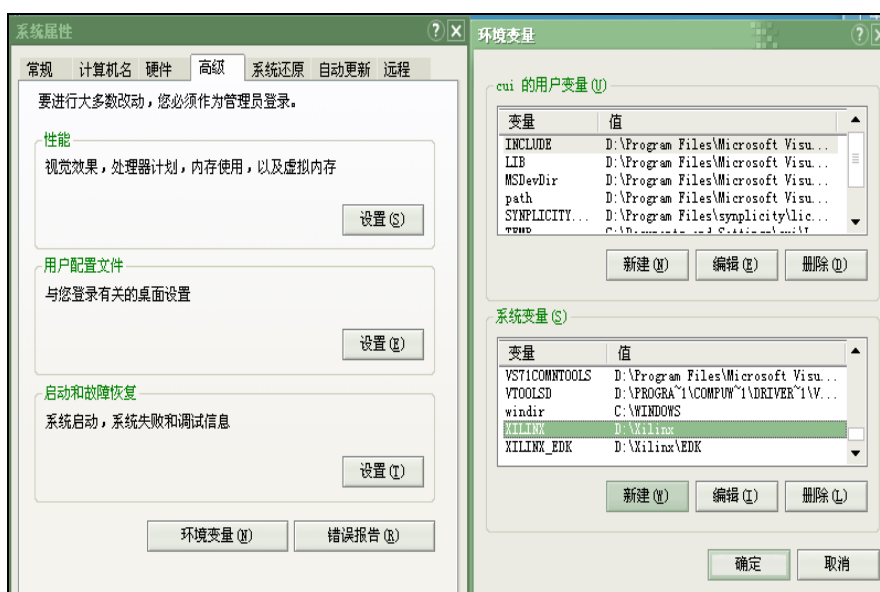 系统属性
常规 计算机名 硬件 高级 系统还原 自动更新 远程
要进行大多数改动，您必须作为管理员登录。
性能
视觉效果，处理器计划，内存使用，以及虚拟内存
设置(S)
用户配置文件
与您登录有关的桌面设置
设置(E)
启动和故障恢复
系统启动，系统失败和调试信息
设置(T)
环境变量(N) 错误报告(R)
环境变量
cui 的用户变量(U)
变量 值
INCLUDE D:\Program Files\Microsoft Visu...
LIB D:\Program Files\Microsoft Visu...
MSDevDir D:\Program Files\Microsoft Visu...
path D:\Program Files\Microsoft Visu...
SYNPLICITY... D:\Program Files\synplicity\lic...
新建(N) 编辑(E) 删除(D)
系统变量(S)
变量 值
VS71COMNTOOLS D:\Program Files\Microsoft Visu...
VTOOLSD D:\PROGRA~1\COMPUW~1\DRIVER~1\V...
windir C:\WINDOWS
XILINX D:\Xilinx
XILINX_EDK D:\Xilinx\EDK
新建(W) 编辑(I) 删除(L)
确定 取消